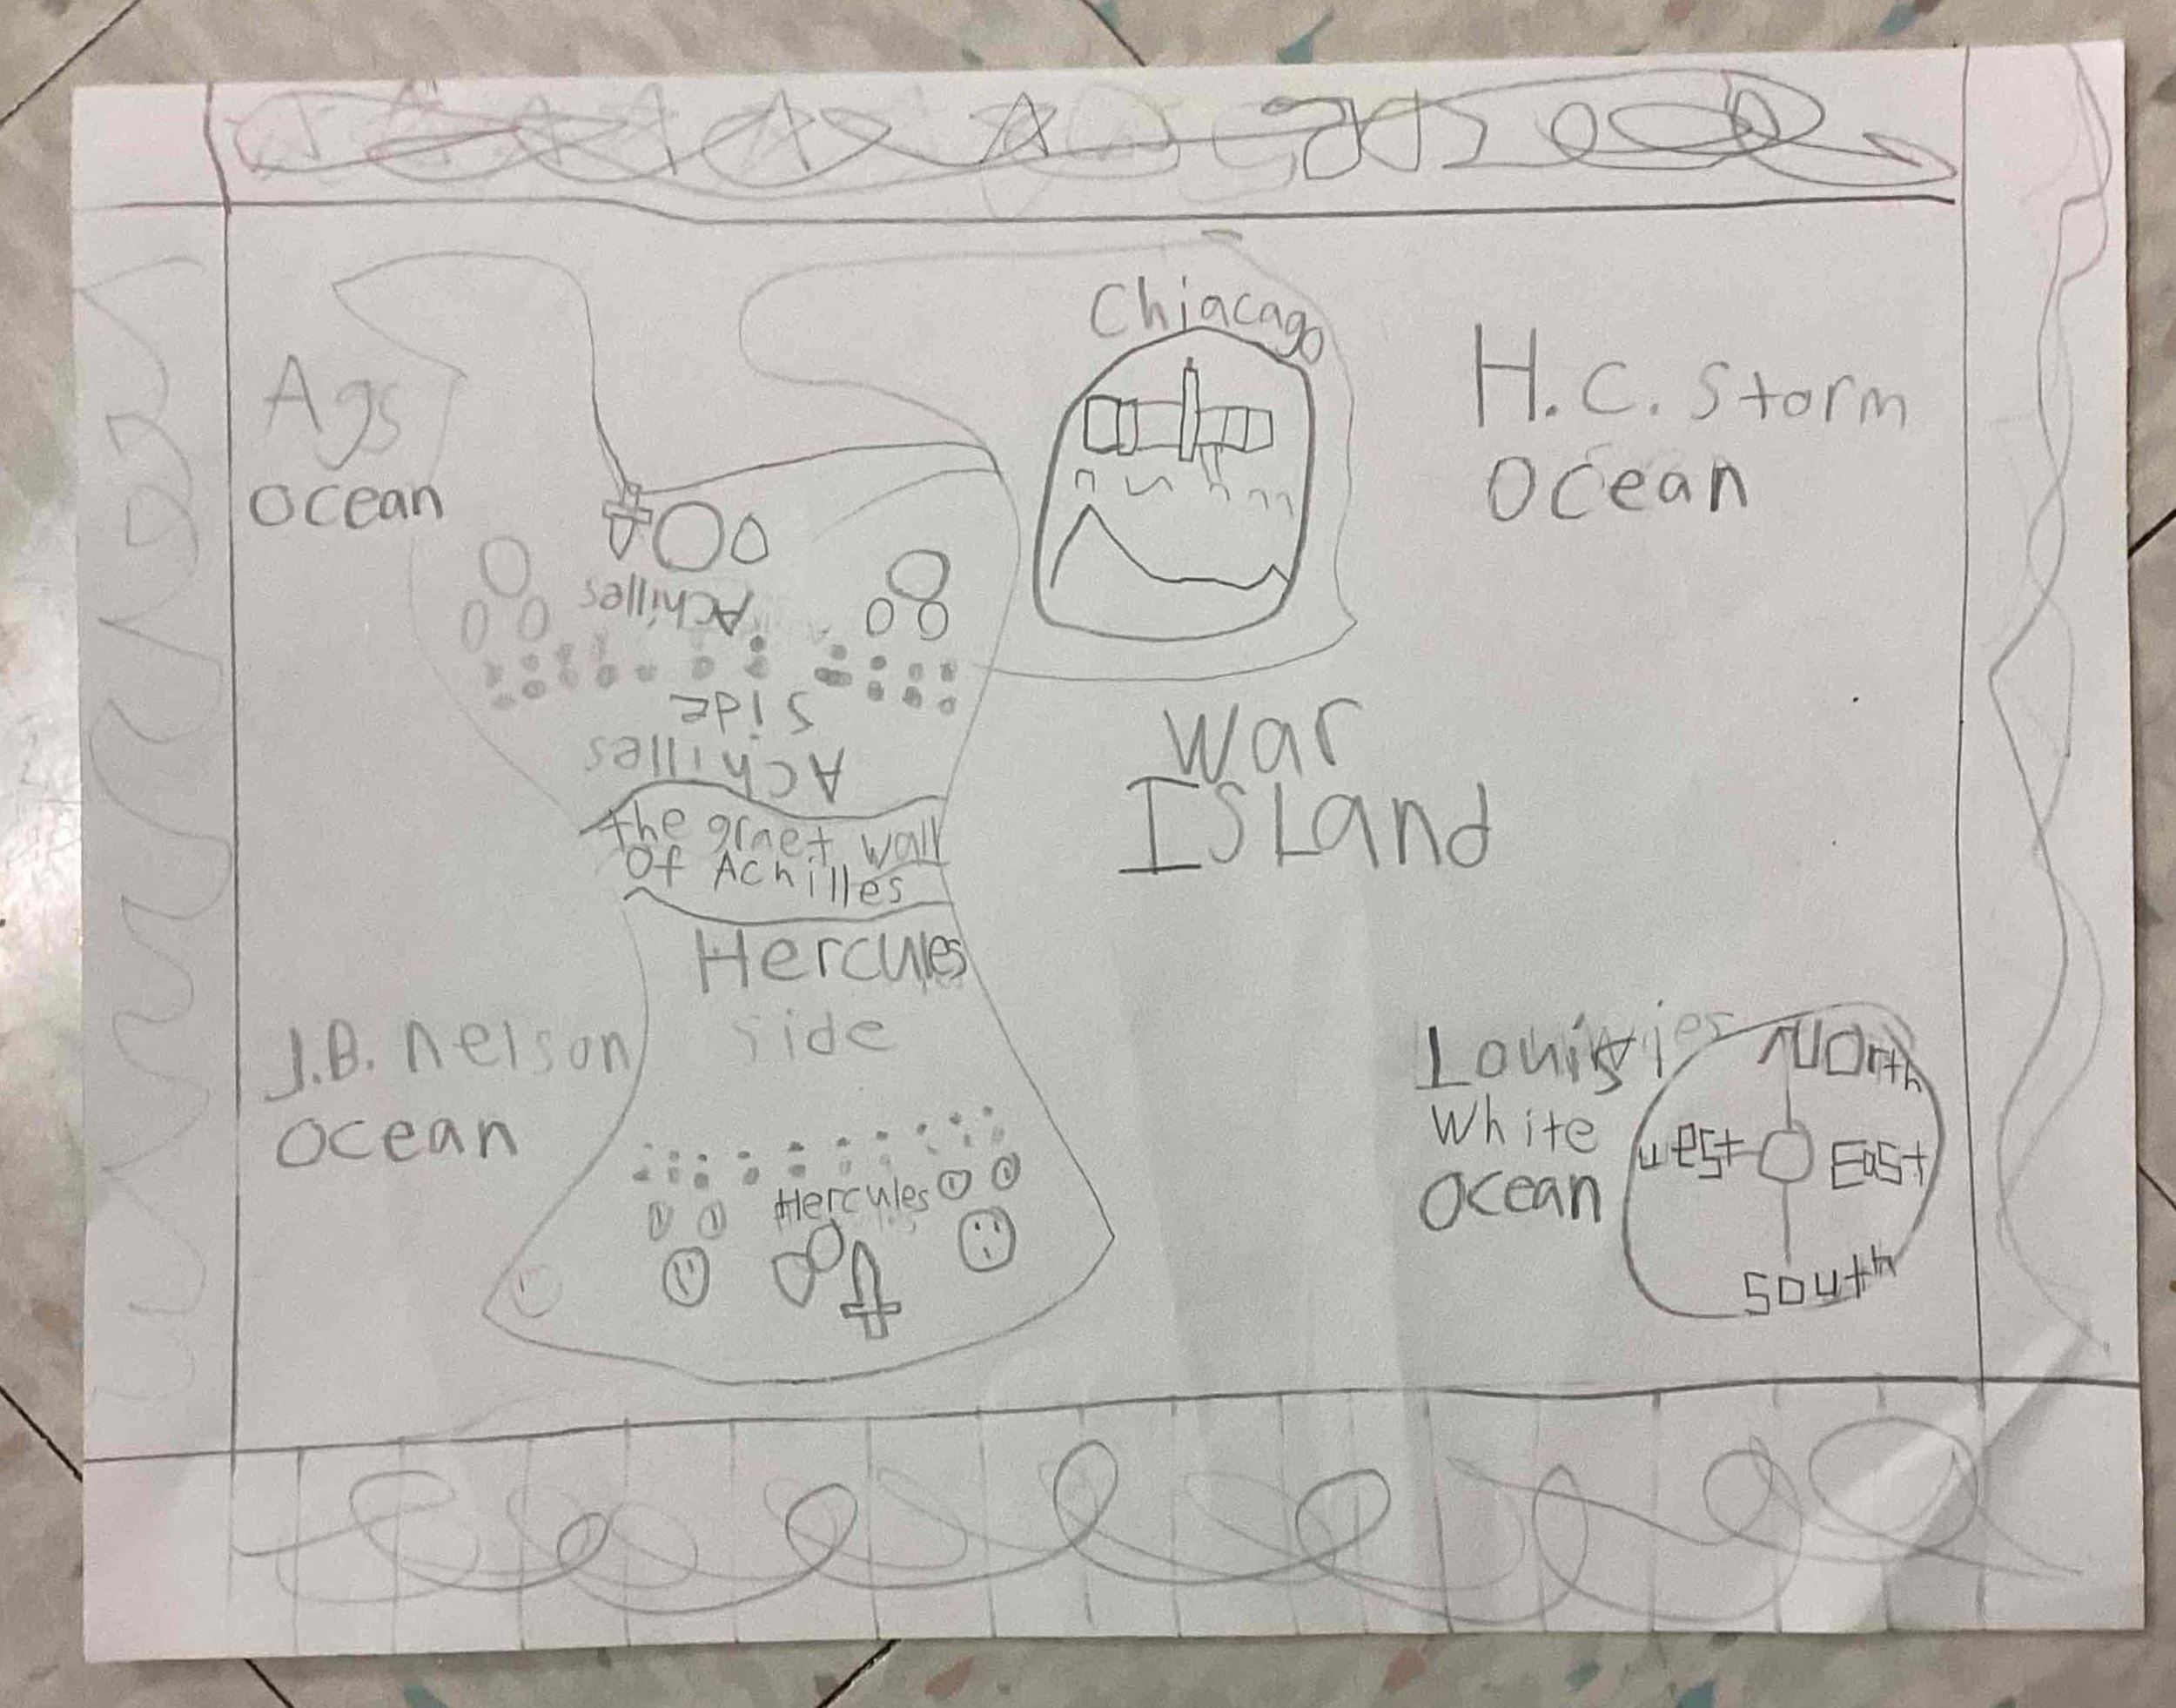 Chiacago
H.C. Storm
Ocean
Ags
Ocean
Achilles
Side
Achilles
War
ISLand
the graet wall
Of Achilles
Hercules
side
J.B. nelson
Ocean
White
Ocean
North
West
East
South
Hercules